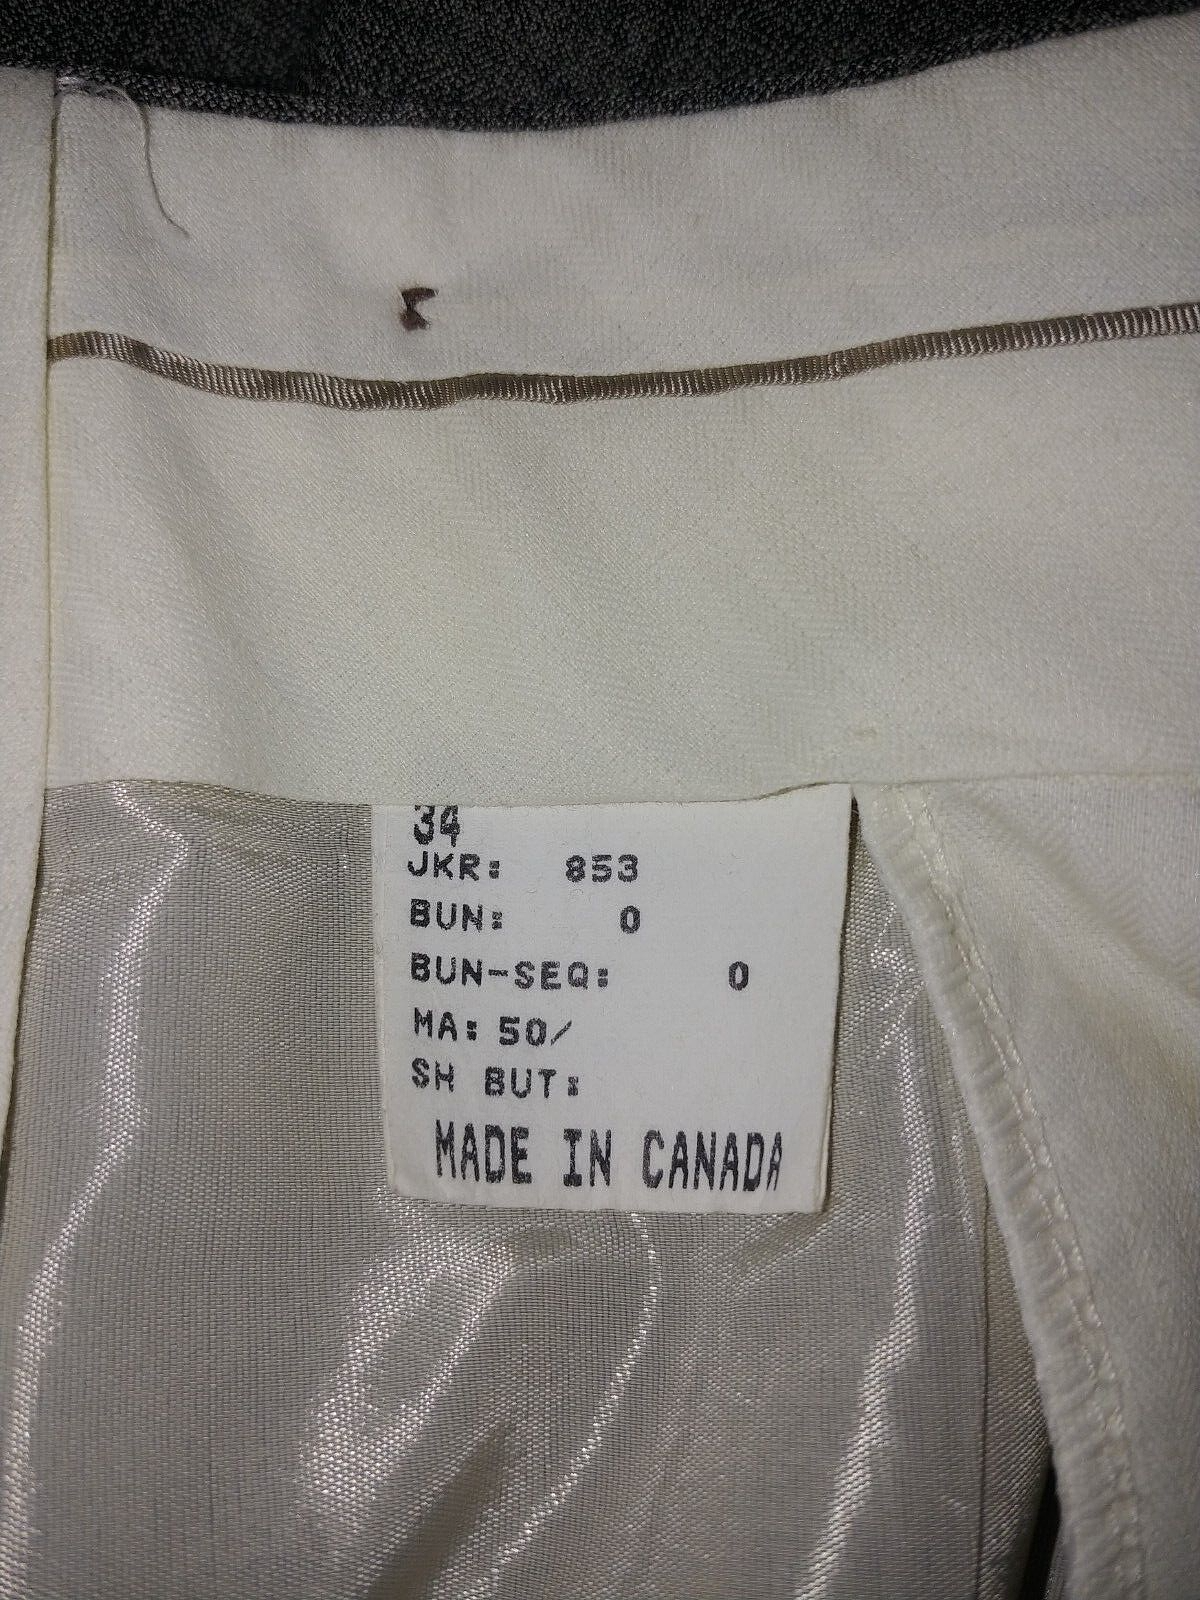 34
JKR: 853
BUN: 0
BUN-SEQ: 0
MA: 50/
SH BUT:
MADE IN CANADA